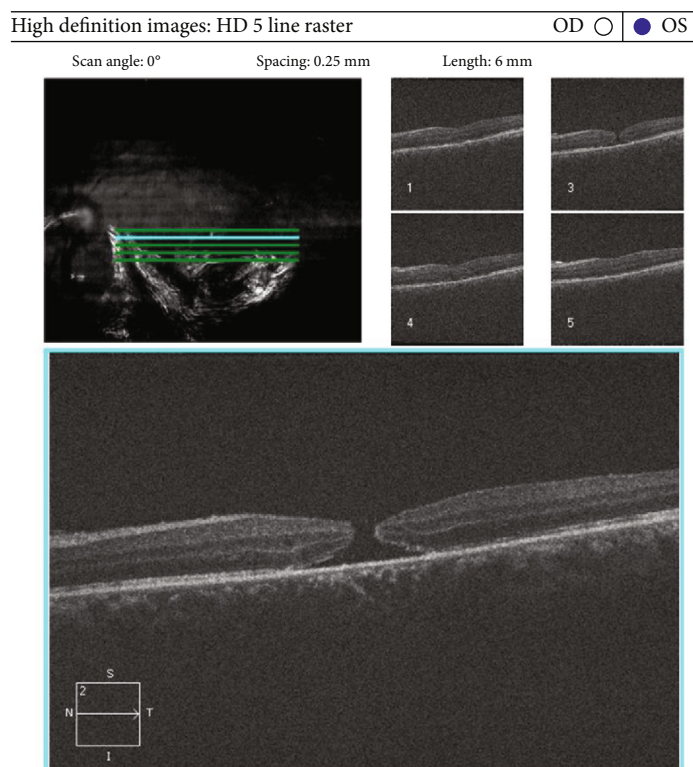 High definition images: HD 5 line raster OD OS
Scan angle: 0° Spacing: 0.25 mm Length: 6 mm
1
3
4
5
S
2
N T
I